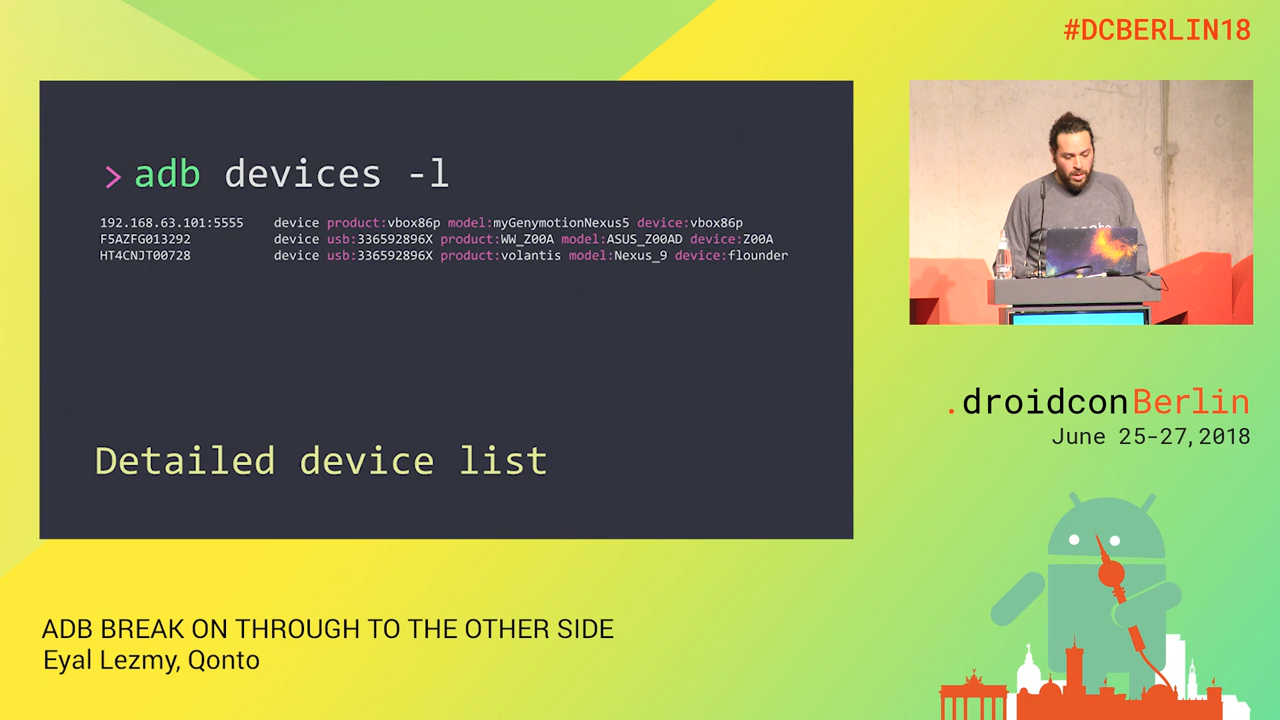 #DCBERLIN18
> adb devices -l
192.168.63.101:5555 device product:vbox86p model:myGenymotionNexus5 device:vbox86p
F5AZFG013292 device usb:336592896X product:WW_Z00A model:ASUS_Z00AD device:Z00A
HT4CNJT00728 device usb:336592896X product:volantis model:Nexus_9 device:flounder
Detailed device list
.droidconBerlin
June 25-27, 2018
ADB BREAK ON THROUGH TO THE OTHER SIDE
Eyal Lezmy, Qonto